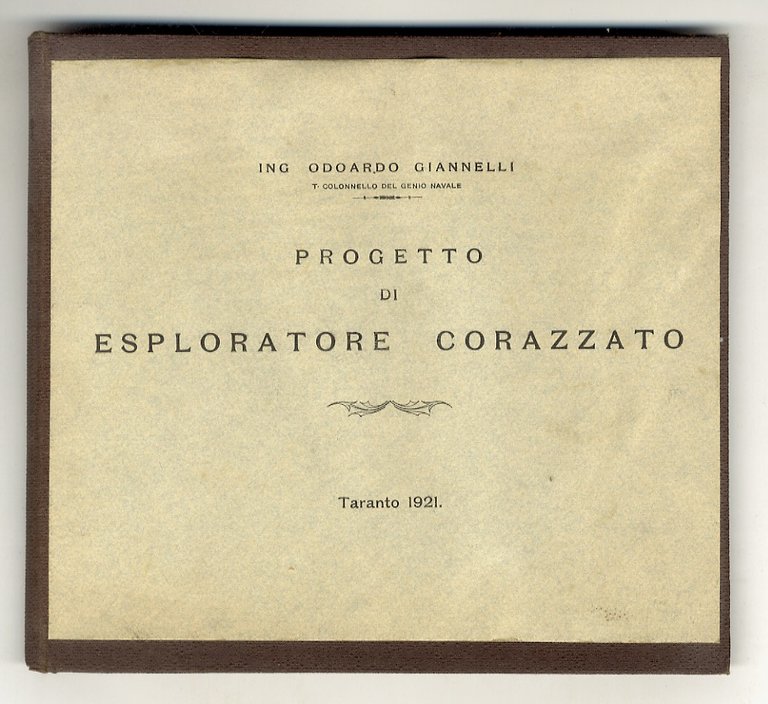 ING ODOARDO GIANNELLI
T. COLONNELLO DEL GENIO NAVALE
PROGETTO
DI
ESPLORATORE CORAZZATO
Taranto 1921.